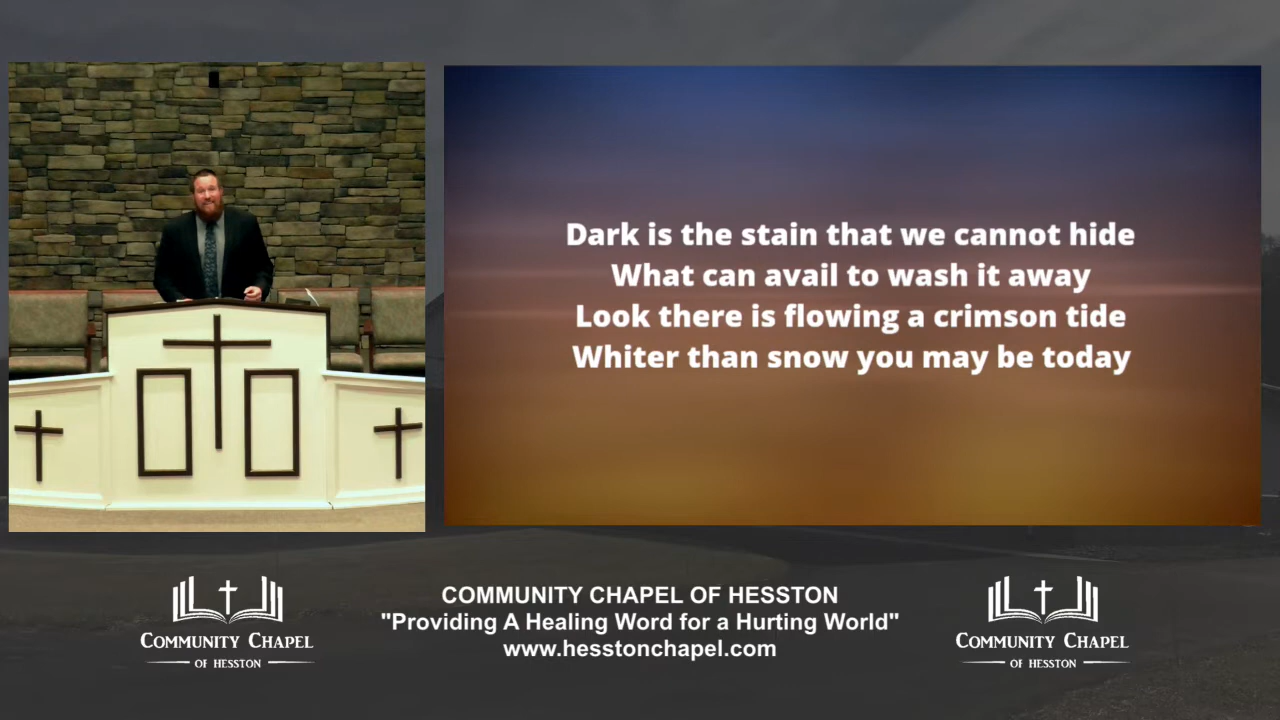 Dark is the stain that we cannot hide
What can avail to wash it away
Look there is flowing a crimson tide
Whiter than snow you may be today
COMMUNITY CHAPEL OF HESSTON
"Providing A Healing Word for a Hurting World"
www.hesstonchapel.com
COMMUNITY CHAPEL
OF HESSTON
COMMUNITY CHAPEL
OF HESSTON